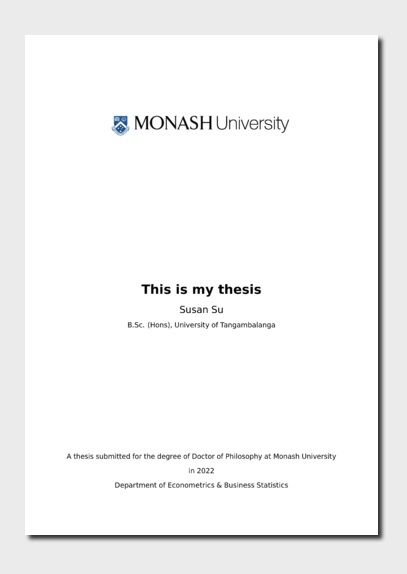 MONASH University
This is my thesis
Susan Su
B.Sc. (Hons), University of Tangambalanga
A thesis submitted for the degree of Doctor of Philosophy at Monash University
in 2022
Department of Econometrics & Business Statistics